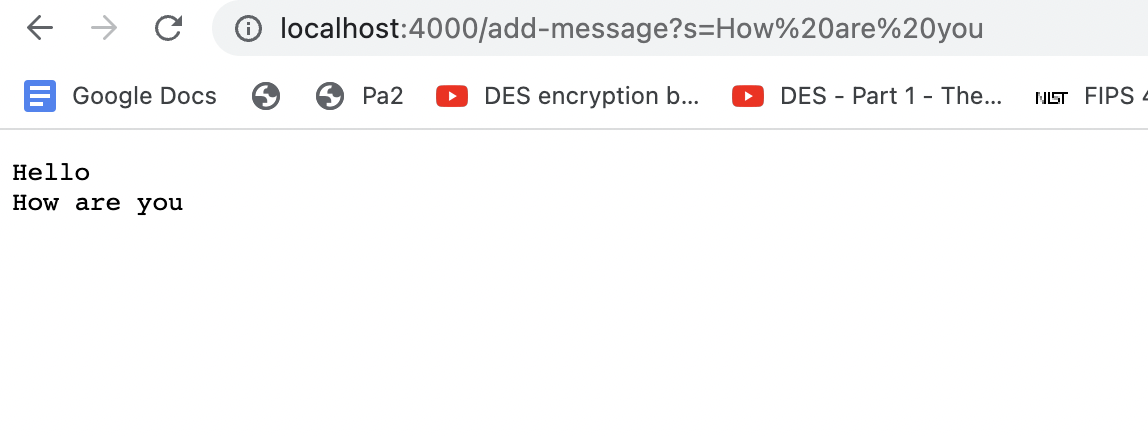 localhost:4000/add-message?s=How%20are%20you
Google Docs Pa2 DES encryption b... DES - Part 1 - The... NIST FIPS 4
Hello
How are you